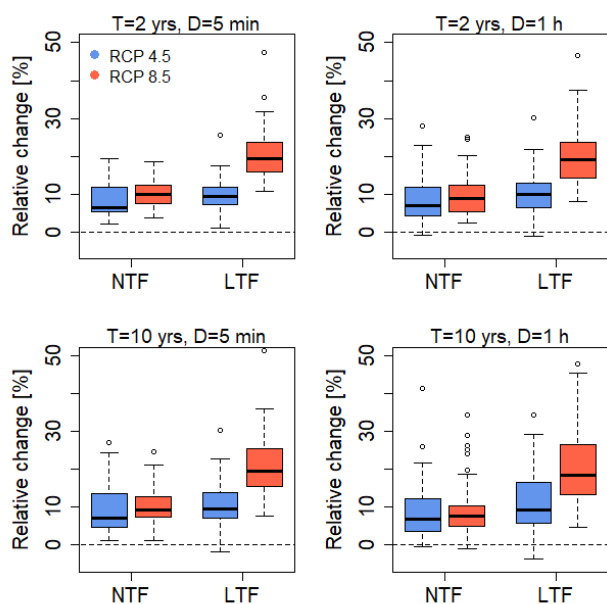 T=2 yrs, D=5 min
Relative change [%]
50
30
10
0
RCP 4.5
RCP 8.5
NTF LTF
T=2 yrs, D=1 h
Relative change [%]
50
30
10
0
NTF LTF
T=10 yrs, D=5 min
Relative change [%]
50
30
10
0
NTF LTF
T=10 yrs, D=1 h
Relative change [%]
50
30
10
0
NTF LTF